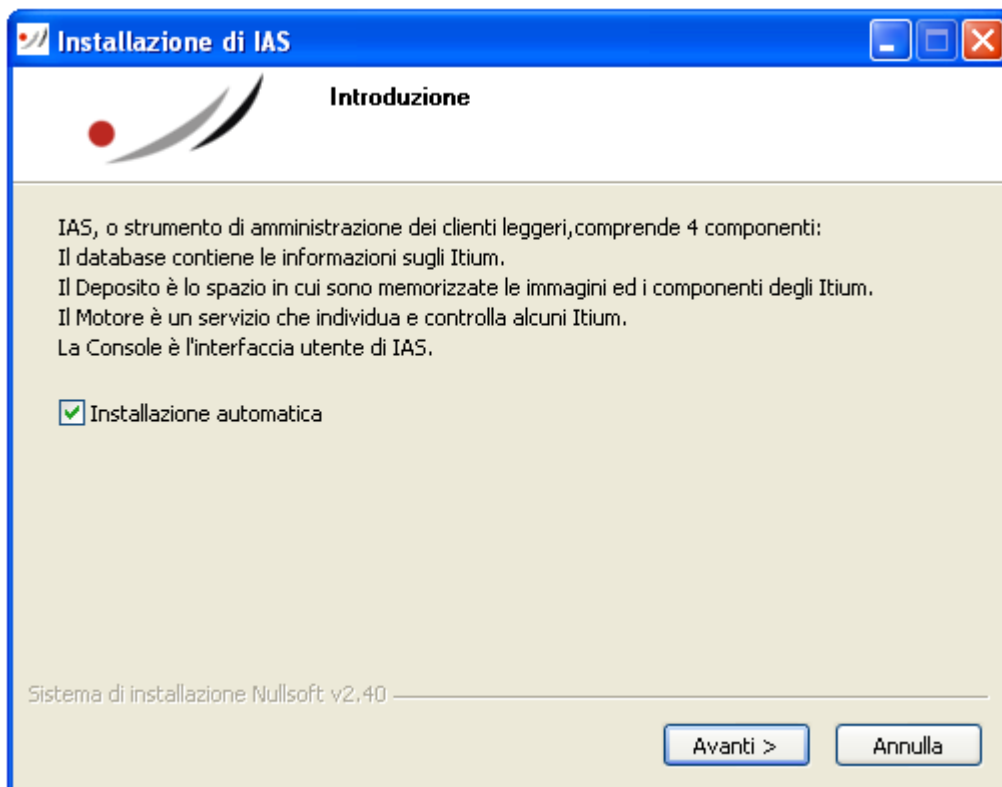 Installazione di IAS
Introduzione
IAS, o strumento di amministrazione dei clienti leggeri,comprende 4 componenti:
Il database contiene le informazioni sugli Itium.
Il Deposito è lo spazio in cui sono memorizzate le immagini ed i componenti degli Itium.
Il Motore è un servizio che individua e controlla alcuni Itium.
La Console è l'interfaccia utente di IAS.
Installazione automatica
Sistema di installazione Nullsoft v2.40
Avanti >
Annulla